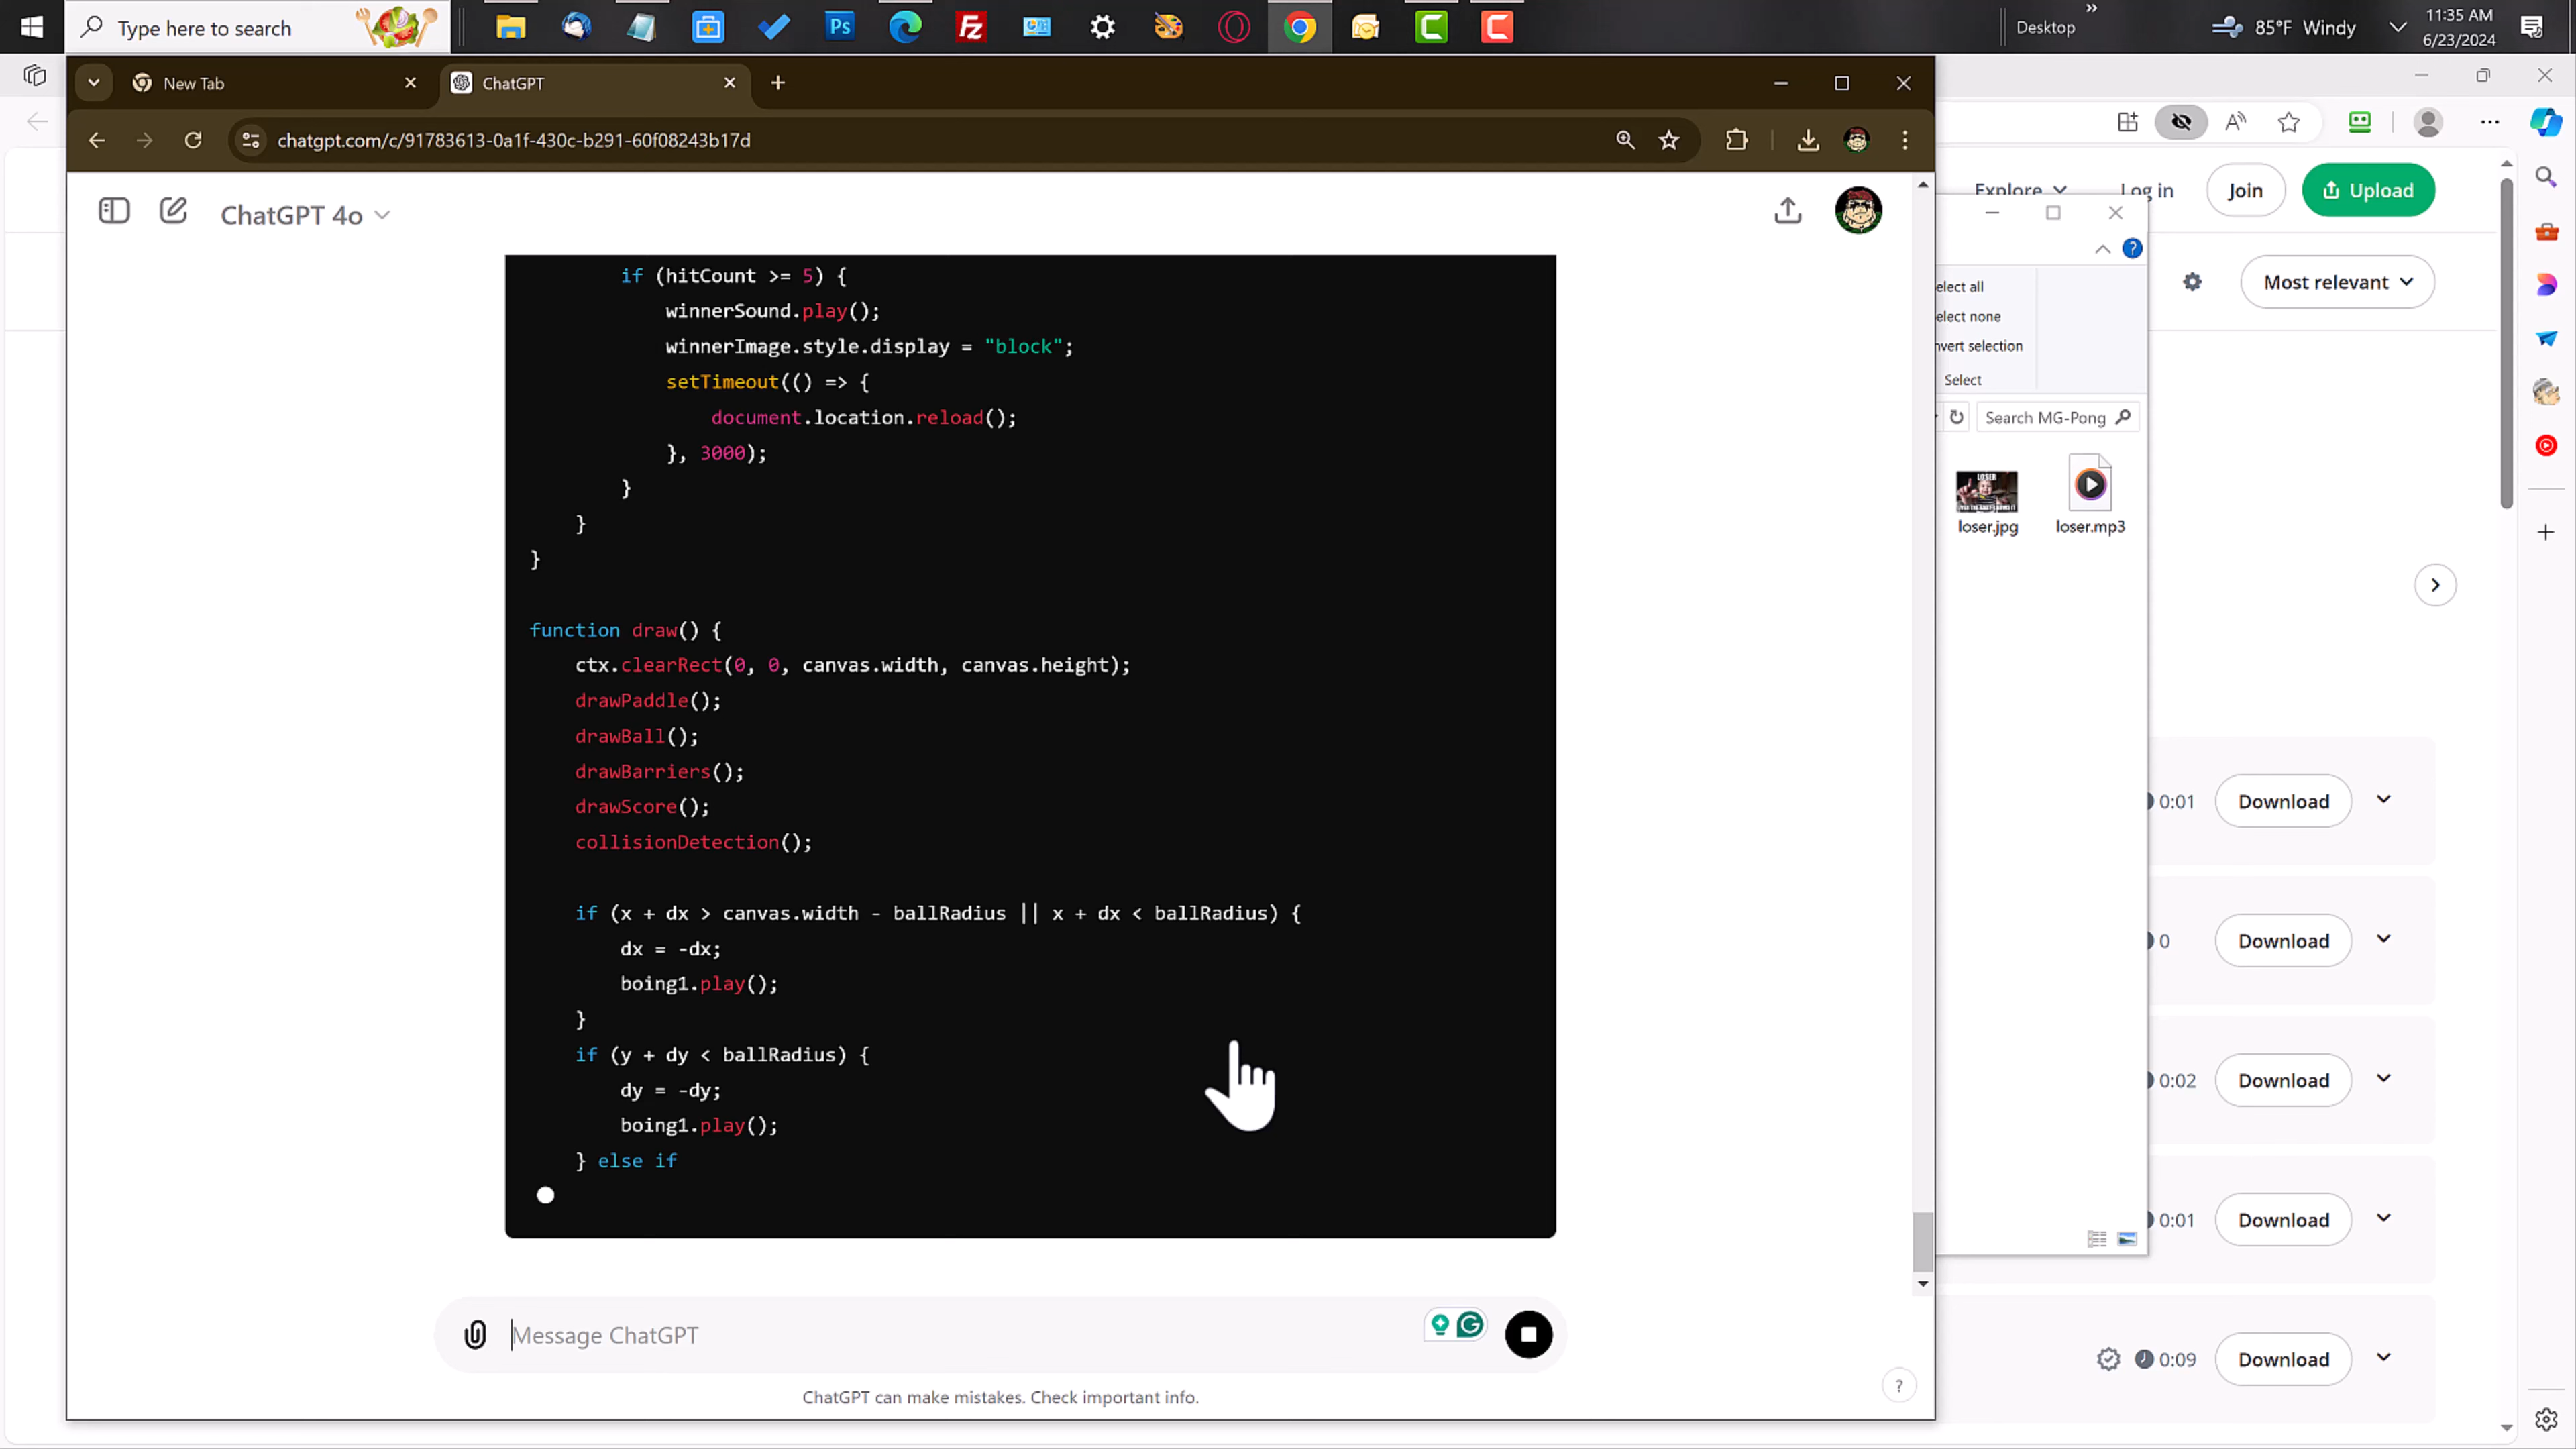 Type here to search
Desktop
»
85°F Windy
11:35 AM
6/23/2024
New Tab
ChatGPT
chatgpt.com/c/91783613-0a1f-430c-b291-60f08243b17d
ChatGPT 4o
if (hitCount >= 5) {
winnerSound.play();
winnerImage.style.display = "block";
setTimeout(() => {
document.location.reload();
}, 3000);
}
}
}
function draw() {
ctx.clearRect(0, 0, canvas.width, canvas.height);
drawPaddle();
drawBall();
drawBarriers();
drawScore();
collisionDetection();
if (x + dx > canvas.width - ballRadius || x + dx < ballRadius) {
dx = -dx;
boing1.play();
}
if (y + dy < ballRadius) {
dy = -dy;
boing1.play();
} else if
Message ChatGPT
ChatGPT can make mistakes. Check important info.
?
Explore
Log in
Join
Upload
Most relevant
elect all
elect none
nvert selection
Select
Search MG-Pong
LOSER
loser.jpg
loser.mp3
0:01
Download
0
Download
0:02
Download
0:01
Download
0:09
Download